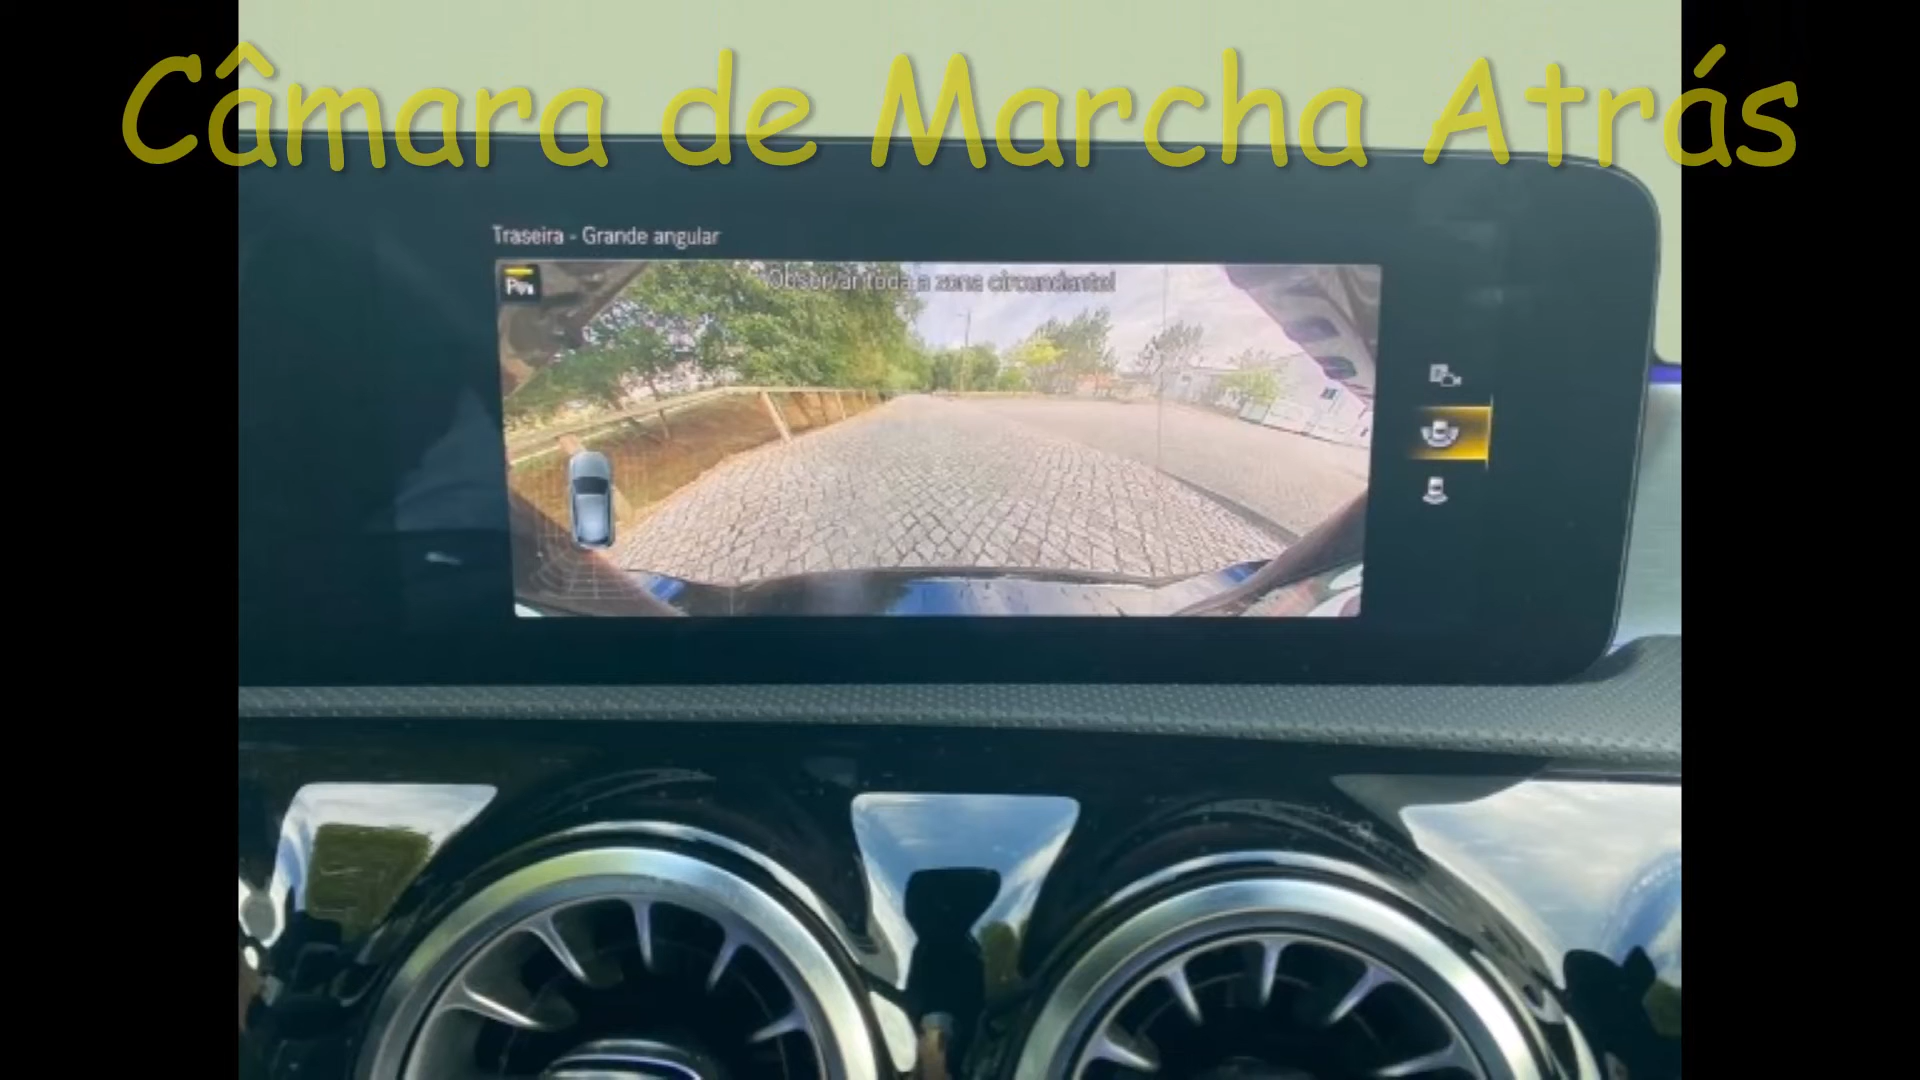 Câmara de Marcha Atrás
Traseira - Grande angular
Observar toda a zona circundante!